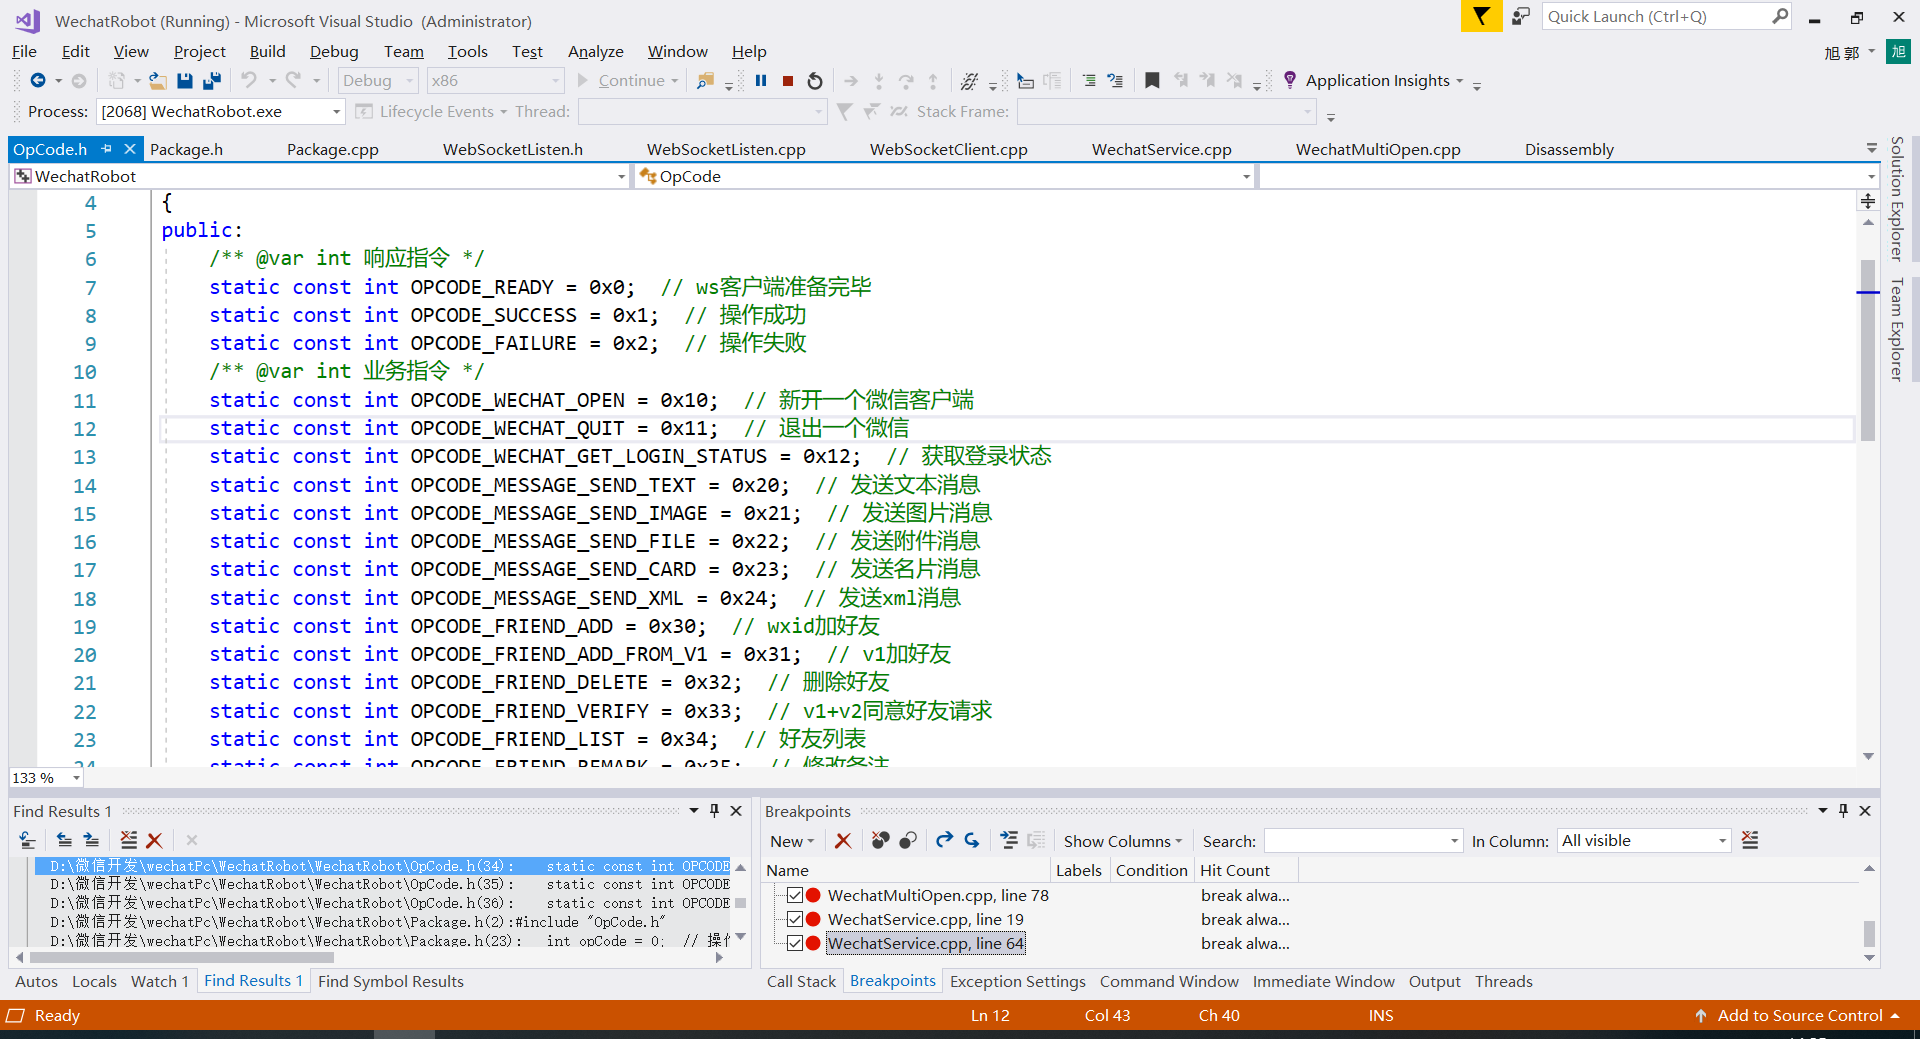 WechatRobot (Running) - Microsoft Visual Studio (Administrator)
Quick Launch (Ctrl+Q)
File Edit View Project Build Debug Team Tools Test Analyze Window Help
旭 郭 旭
Debug x86 Continue Application Insights
Process: [2068] WechatRobot.exe Lifecycle Events Thread: Stack Frame:
OpCode.h Package.h Package.cpp WebSocketListen.h WebSocketListen.cpp WebSocketClient.cpp WechatService.cpp WechatMultiOpen.cpp Disassembly
WechatRobot OpCode
Solution Explorer
Team Explorer
4 {
5 public:
6 /** @var int 响应指令 */
7 static const int OPCODE_READY = 0x0; // ws客户端准备完毕
8 static const int OPCODE_SUCCESS = 0x1; // 操作成功
9 static const int OPCODE_FAILURE = 0x2; // 操作失败
10 /** @var int 业务指令 */
11 static const int OPCODE_WECHAT_OPEN = 0x10; // 新开一个微信客户端
12 static const int OPCODE_WECHAT_QUIT = 0x11; // 退出一个微信
13 static const int OPCODE_WECHAT_GET_LOGIN_STATUS = 0x12; // 获取登录状态
14 static const int OPCODE_MESSAGE_SEND_TEXT = 0x20; // 发送文本消息
15 static const int OPCODE_MESSAGE_SEND_IMAGE = 0x21; // 发送图片消息
16 static const int OPCODE_MESSAGE_SEND_FILE = 0x22; // 发送附件消息
17 static const int OPCODE_MESSAGE_SEND_CARD = 0x23; // 发送名片消息
18 static const int OPCODE_MESSAGE_SEND_XML = 0x24; // 发送xml消息
19 static const int OPCODE_FRIEND_ADD = 0x30; // wxid加好友
20 static const int OPCODE_FRIEND_ADD_FROM_V1 = 0x31; // v1加好友
21 static const int OPCODE_FRIEND_DELETE = 0x32; // 删除好友
22 static const int OPCODE_FRIEND_VERIFY = 0x33; // v1+v2同意好友请求
23 static const int OPCODE_FRIEND_LIST = 0x34; // 好友列表
24 static const int OPCODE_FRIEND_REMARK = 0x35; // 修改备注
133 %
Find Results 1
D:\微信开发\wechatPc\WechatRobot\WechatRobot\OpCode.h(34): static const int OPCODE
D:\微信开发\wechatPc\WechatRobot\WechatRobot\OpCode.h(35): static const int OPCODE
D:\微信开发\wechatPc\WechatRobot\WechatRobot\OpCode.h(36): static const int OPCODE
D:\微信开发\wechatPc\WechatRobot\WechatRobot\Package.h(2):#include "OpCode.h"
D:\微信开发\wechatPc\WechatRobot\WechatRobot\Package.h(23): int opCode = 0; // 操
Autos Locals Watch 1 Find Results 1 Find Symbol Results
Breakpoints
New Show Columns Search: In Column: All visible
Name Labels Condition Hit Count
WechatMultiOpen.cpp, line 78 break alwa...
WechatService.cpp, line 19 break alwa...
WechatService.cpp, line 64 break alwa...
Call Stack Breakpoints Exception Settings Command Window Immediate Window Output Threads
Ready Ln 12 Col 43 Ch 40 INS Add to Source Control